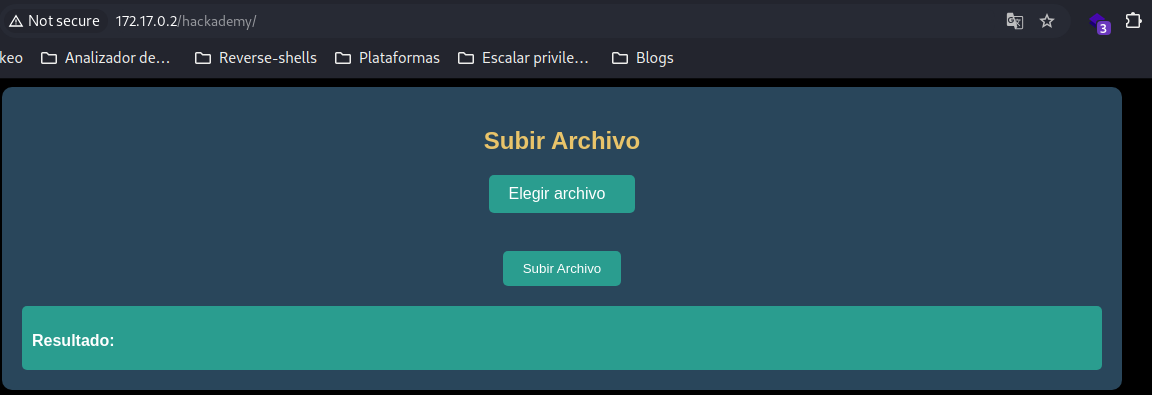 Not secure 172.17.0.2/hackademy/ 3
keo Analizador de... Reverse-shells Plataformas Escalar privile... Blogs
Subir Archivo
Elegir archivo
Subir Archivo
Resultado: